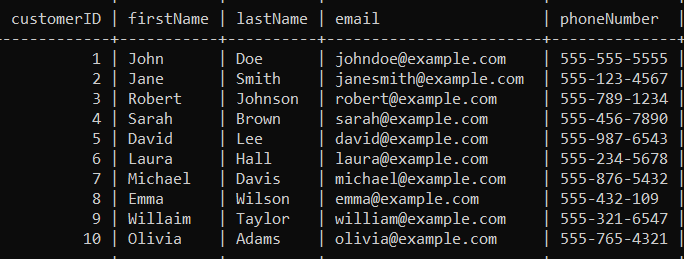 customerID | firstName | lastName | email | phoneNumber |
-----------+-----------+----------+------------------------+--------------+
1 | John | Doe | johndoe@example.com | 555-555-5555 |
2 | Jane | Smith | janesmith@example.com | 555-123-4567 |
3 | Robert | Johnson | robert@example.com | 555-789-1234 |
4 | Sarah | Brown | sarah@example.com | 555-456-7890 |
5 | David | Lee | david@example.com | 555-987-6543 |
6 | Laura | Hall | laura@example.com | 555-234-5678 |
7 | Michael | Davis | michael@example.com | 555-876-5432 |
8 | Emma | Wilson | emma@example.com | 555-432-109 |
9 | Willaim | Taylor | william@example.com | 555-321-6547 |
10 | Olivia | Adams | olivia@example.com | 555-765-4321 |